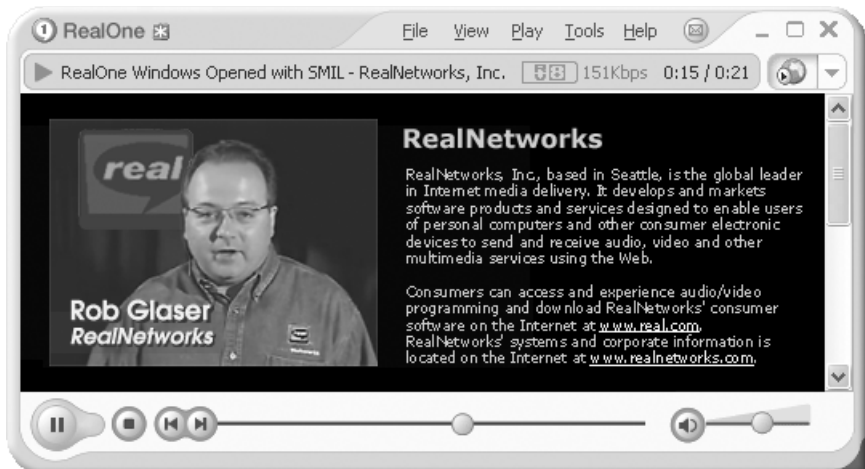 RealOne
File View Play Tools Help
RealOne Windows Opened with SMIL - RealNetworks, Inc. 151Kbps 0:15 / 0:21
real
Rob Glaser
RealNetworks
RealNetworks
RealNetworks, Inc., based in Seattle, is the global leader
in Internet media delivery. It develops and markets
software products and services designed to enable users
of personal computers and other consumer electronic
devices to send and receive audio, video and other
multimedia services using the Web.
Consumers can access and experience audio/video
programming and download RealNetworks' consumer
software on the Internet at www.real.com.
RealNetworks' systems and corporate information is
located on the Internet at www.realnetworks.com.